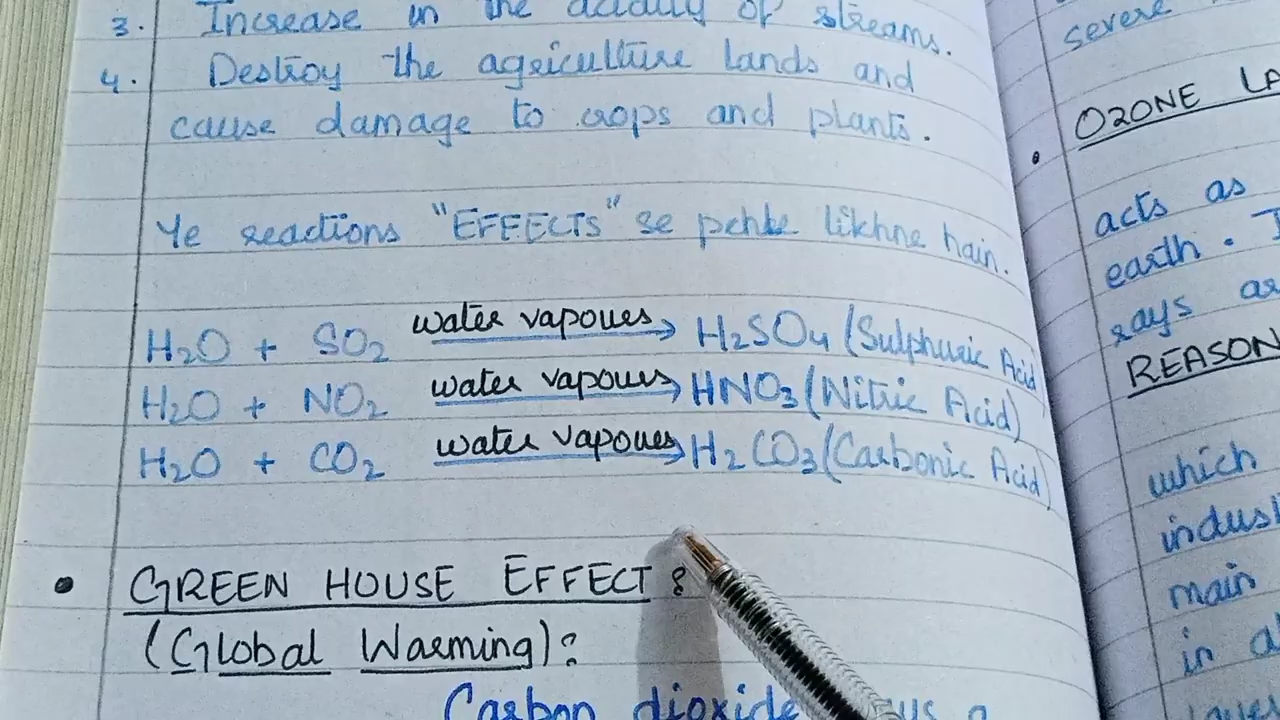 3. Increase in the acidity of streams.
4. Destroy the agriculture lands and
cause damage to crops and plants.
Ye reactions "EFFECTS" se pehle likhne hain.
H2O + SO2 water vapours → H2SO4 (Sulphuric Acid
H2O + NO2 water vapours → HNO3 (Nitric Acid)
H2O + CO2 water vapours → H2CO3 (Carbonic Acid)
• GREEN HOUSE EFFECT:
(Global Warming):
Carbon dioxide
severe
• OZONE LA
acts as
earth. I
rays as
REASON
which
indust
main
in a